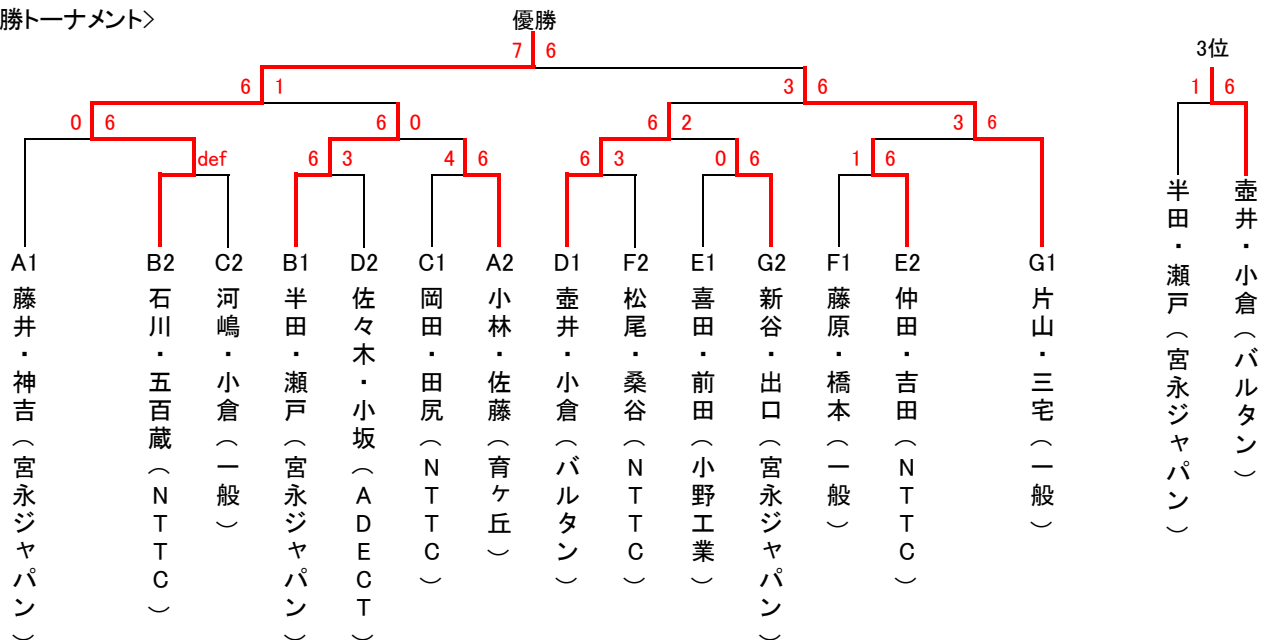 勝トーナメント>
優勝
7 6
3位
6 1
3 6
1 6
0 6
6 0
6 2
3 6
def
6 3
4 6
6 3
0 6
1 6
A1
藤井・神吉(宮永ジャパン)
B2
石川・五百蔵(NTTC)
C2
河嶋・小倉(一般)
B1
半田・瀬戸(宮永ジャパン)
D2
佐々木・小坂(ADECT)
C1
岡田・田尻(NTTC)
A2
小林・佐藤(育ケ丘)
D1
壺井・小倉(バルタン)
F2
松尾・桑谷(NTTC)
E1
喜田・前田(小野工業)
G2
新谷・出口(宮永ジャパン)
F1
藤原・橋本(一般)
E2
仲田・吉田(NTTC)
G1
片山・三宅(一般)
半田・瀬戸(宮永ジャパン)
壺井・小倉(バルタン)